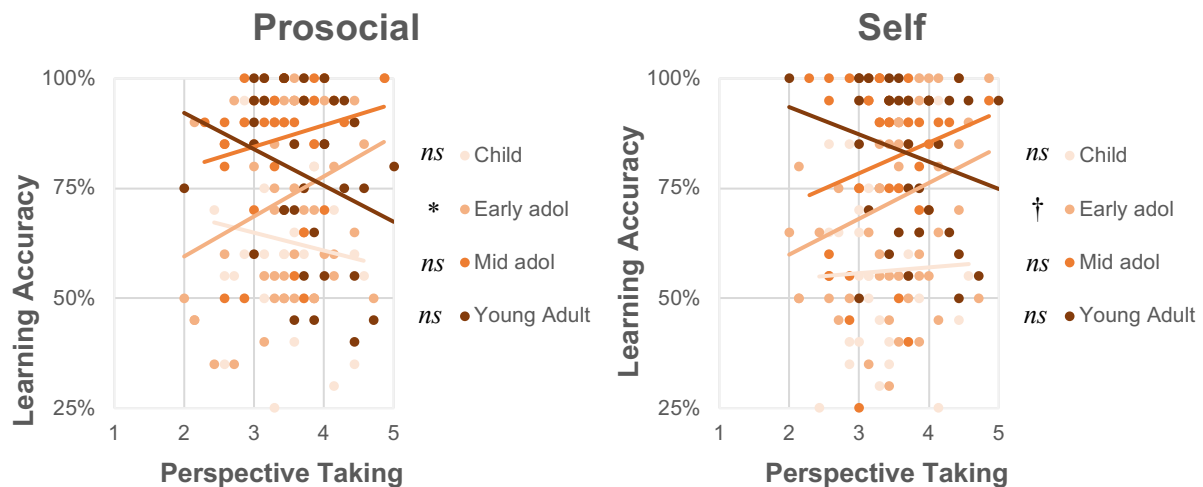 Prosocial
100%
75%
50%
25%
1 2 3 4 5
Learning Accuracy
Perspective Taking
ns Child
* Early adol
ns Mid adol
ns Young Adult
Self
100%
75%
50%
25%
1 2 3 4 5
Learning Accuracy
Perspective Taking
ns Child
† Early adol
ns Mid adol
ns Young Adult